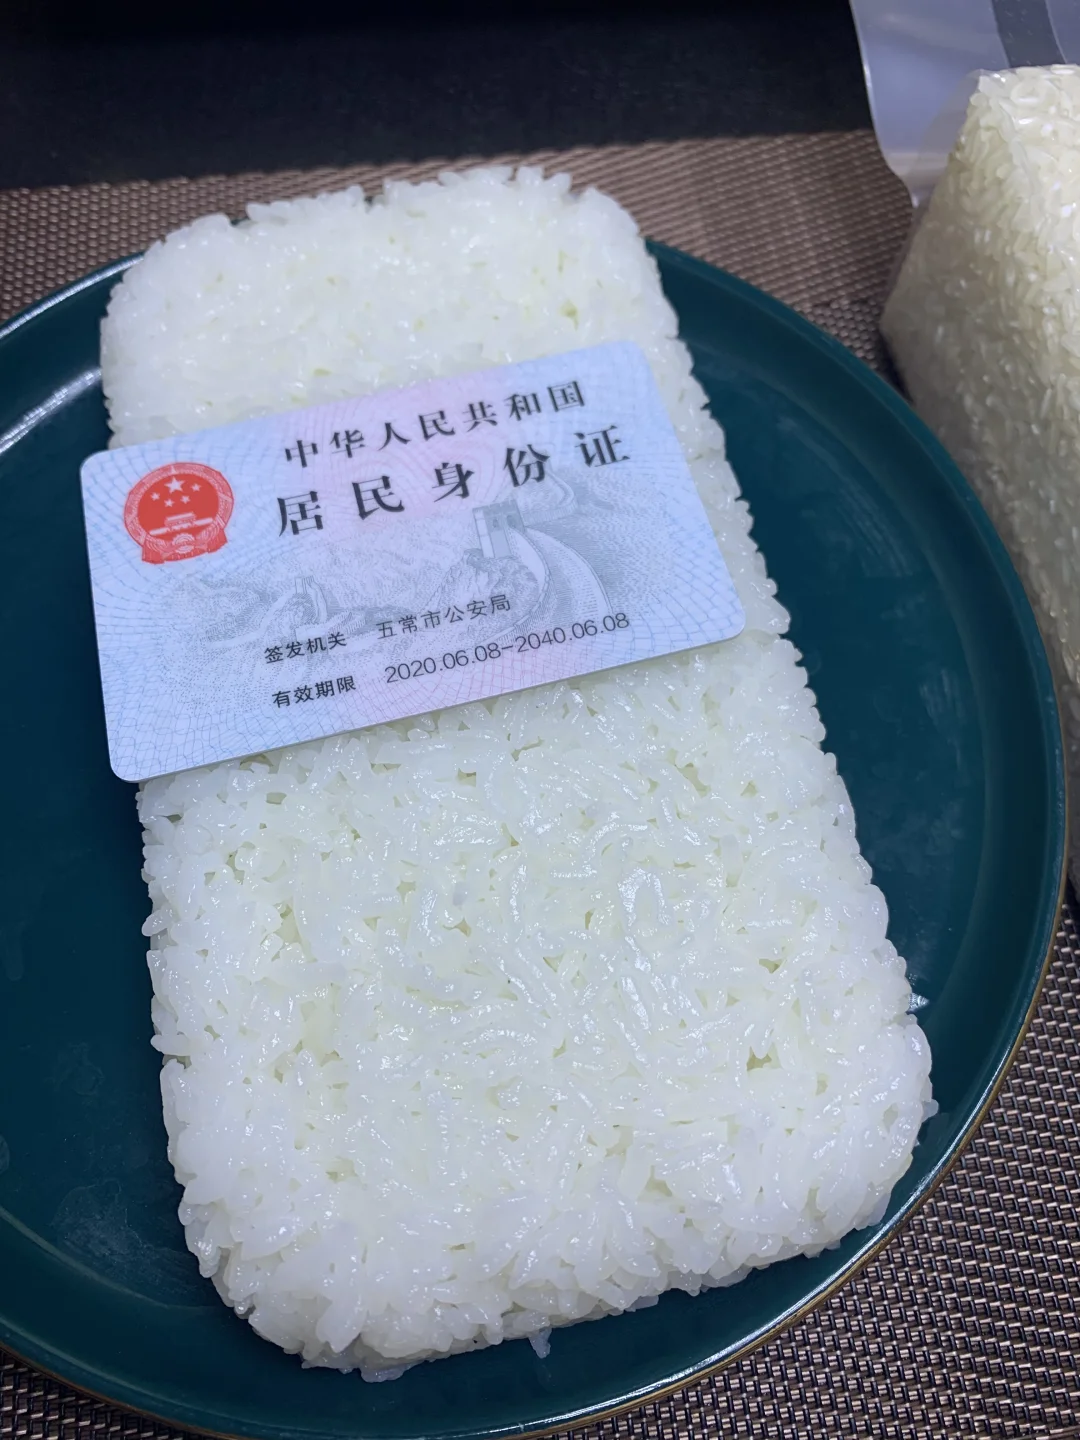 中华人民共和国
居民身份证
签发机关 五常市公安局
有效期限 2020.06.08-2040.06.08